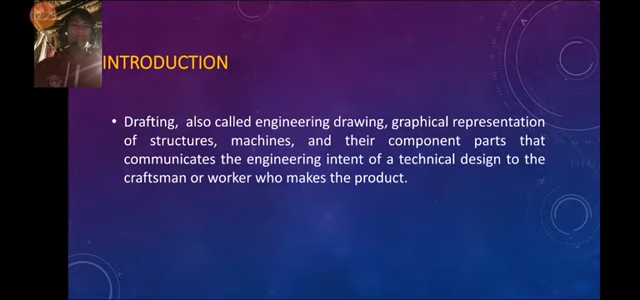 INTRODUCTION
• Drafting, also called engineering drawing, graphical representation
of structures, machines, and their component parts that
communicates the engineering intent of a technical design to the
craftsman or worker who makes the product.